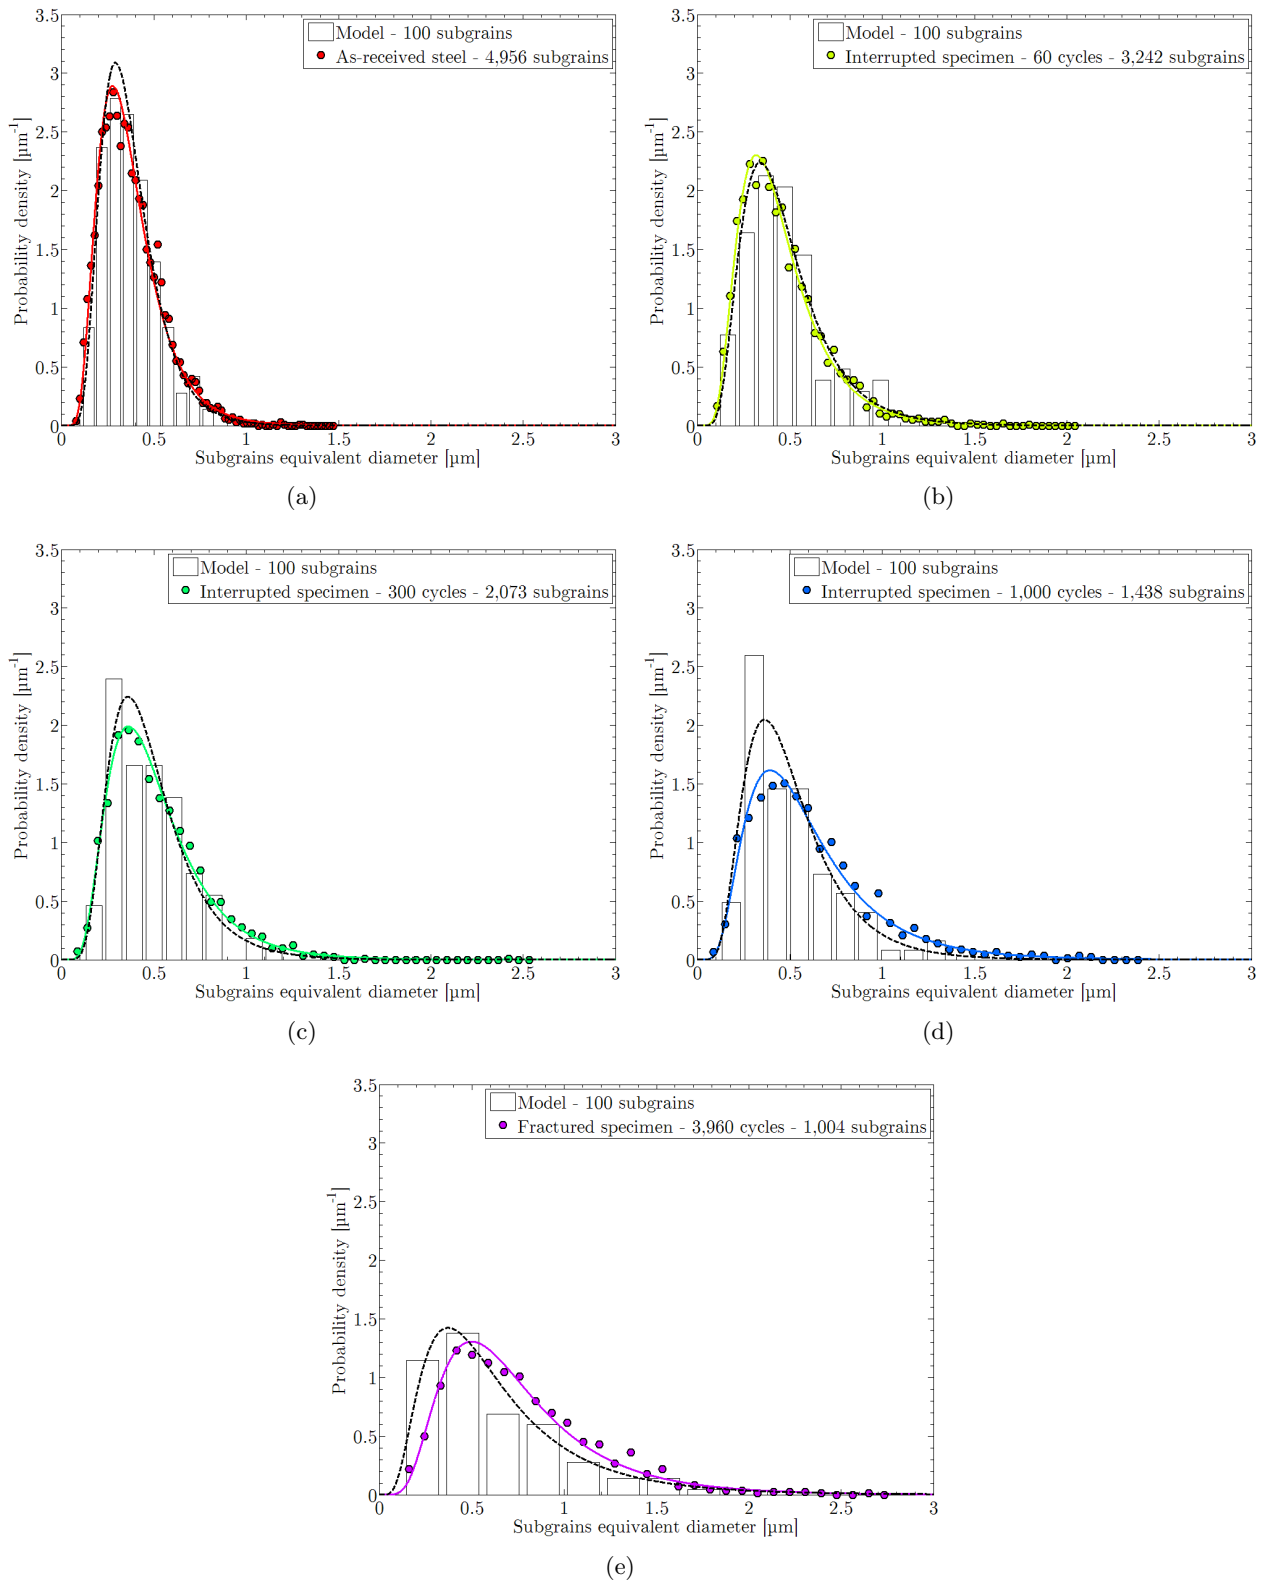 3.5
3
2.5
2
1.5
1
0.5
0
0 0.5 1 2 2.5 3
Probability density [µm-1]
Subgrains equivalent diameter [µm]
Model - 100 subgrains
As-received steel - 4,956 subgrains
(a)
3.5
3
2.5
2
1.5
1
0.5
0
0 0.5 1 1.5 2 2.5 3
Probability density [µm-1]
Subgrains equivalent diameter [µm]
Model - 100 subgrains
Interrupted specimen - 60 cycles - 3,242 subgrains
(b)
3.5
3
2.5
2
1.5
1
0.5
0
0 0.5 1 1.5 2 2.5 3
Probability density [µm-1]
Subgrains equivalent diameter [µm]
Model - 100 subgrains
Interrupted specimen - 300 cycles - 2,073 subgrains
(c)
3.5
3
2.5
2
1.5
1
0.5
0
0 0.5 1 1.5 2 2.5 3
Probability density [µm-1]
Subgrains equivalent diameter [µm]
Model - 100 subgrains
Interrupted specimen - 1,000 cycles - 1,438 subgrains
(d)
3.5
3
2.5
2
1.5
1
0.5
0
0 0.5 1 1.5 2 2.5 3
Probability density [µm-1]
Subgrains equivalent diameter [µm]
Model - 100 subgrains
Fractured specimen - 3,960 cycles - 1,004 subgrains
(e)